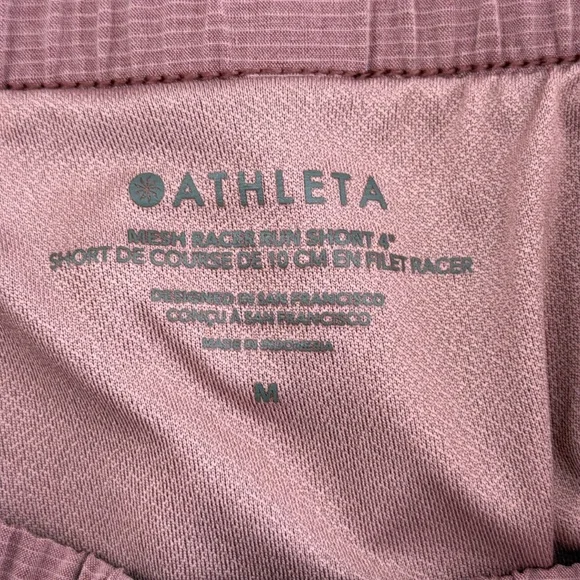 ATHLETA
MESH RACER RUN SHORT 4"
SHORT DE COURSE DE 10 CM EN FILET RACER
DESIGNED IN SAN FRANCISCO
CONÇU À SAN FRANCISCO
MADE IN INDONESIA
M